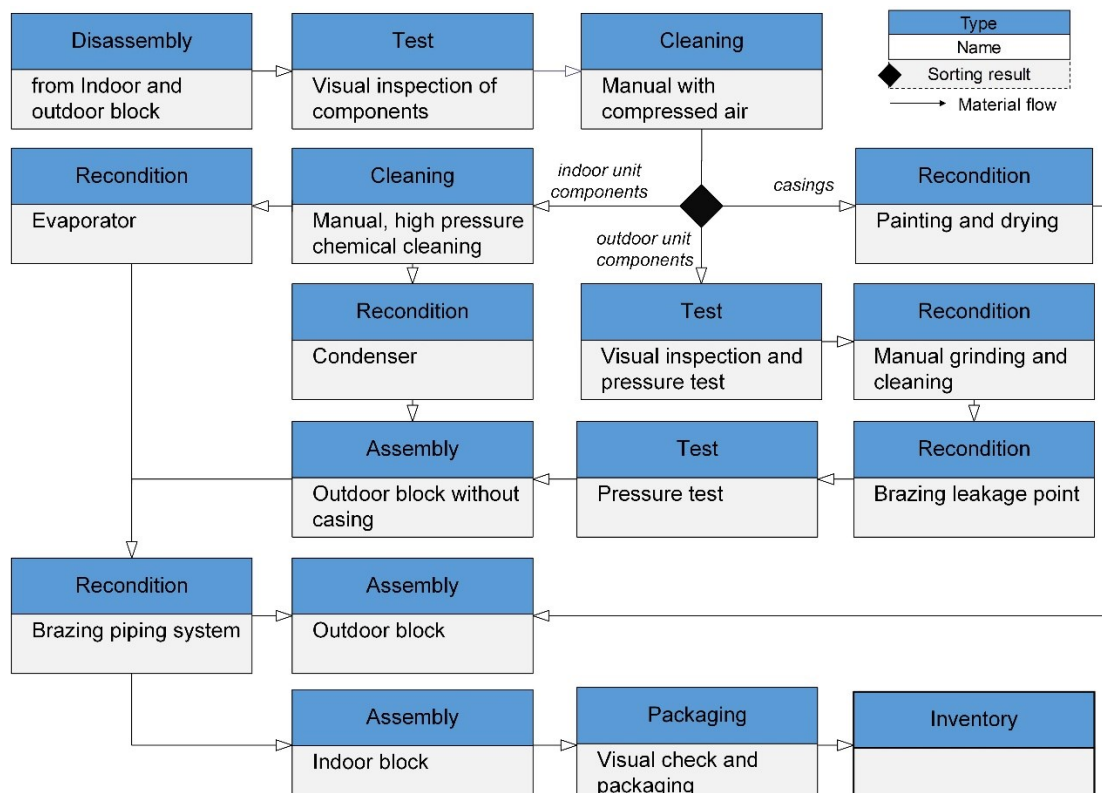 Disassembly
from Indoor and
outdoor block
Test
Visual inspection of
components
Cleaning
Manual with
compressed air
Type
Name
Sorting result
Material flow
Recondition
Evaporator
Cleaning
Manual, high pressure
chemical cleaning
indoor unit
components
casings
outdoor unit
components
Recondition
Painting and drying
Recondition
Condenser
Test
Visual inspection and
pressure test
Recondition
Manual grinding and
cleaning
Assembly
Outdoor block without
casing
Test
Pressure test
Recondition
Brazing leakage point
Recondition
Brazing piping system
Assembly
Outdoor block
Assembly
Indoor block
Packaging
Visual check and
packaging
Inventory